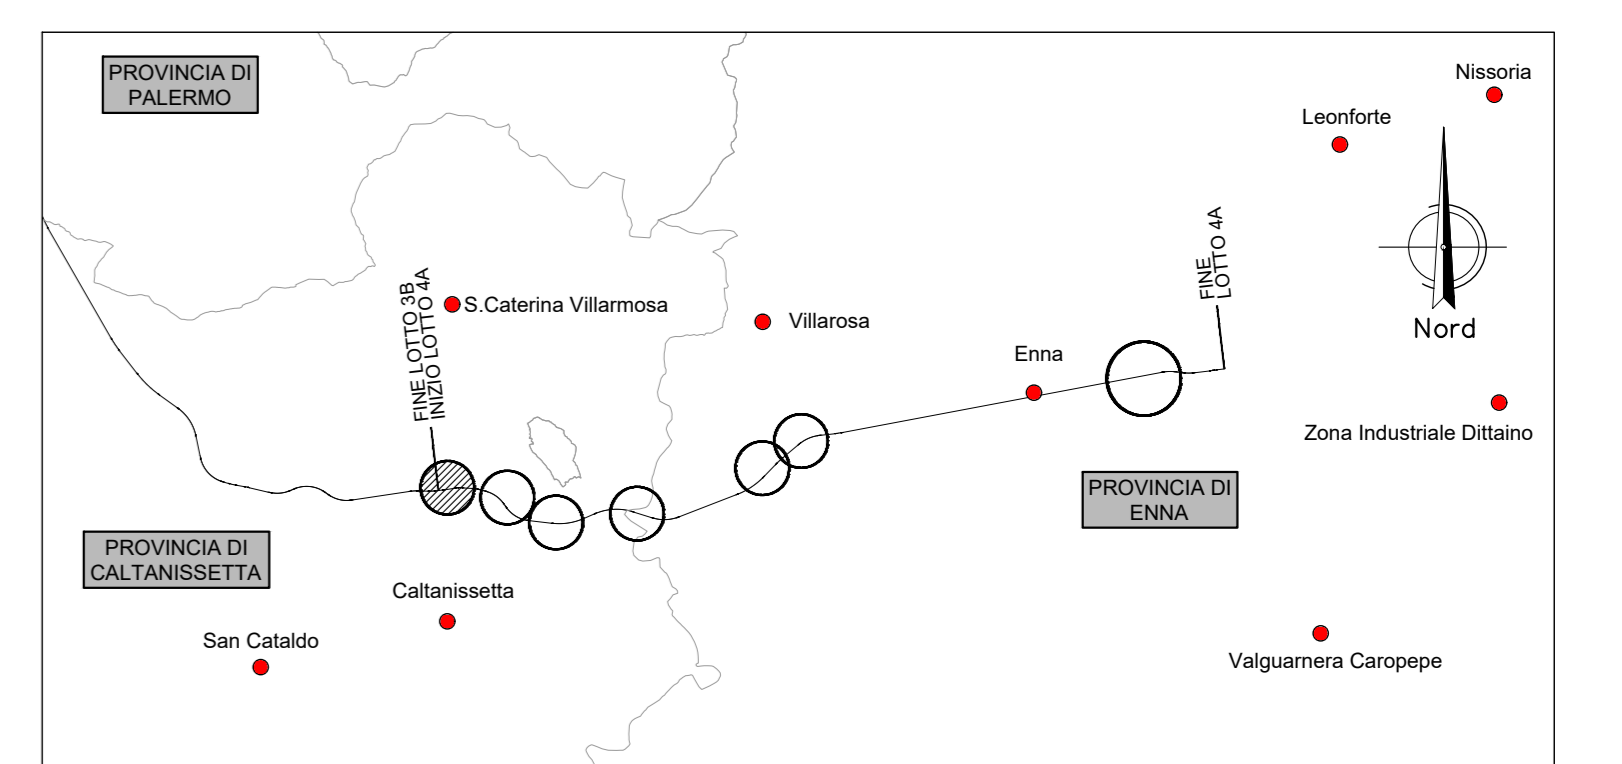 PROVINCIA DI
PALERMO
Nissoria
Leonforte
FINE
LOTTO 4A
Nord
FINE LOTTO 3B
INIZIO LOTTO 4A
S.Caterina Villarmosa
Villarosa
Enna
Zona Industriale Dittaino
PROVINCIA DI
ENNA
PROVINCIA DI
CALTANISSETTA
Caltanissetta
San Cataldo
Valguarnera Caropepe